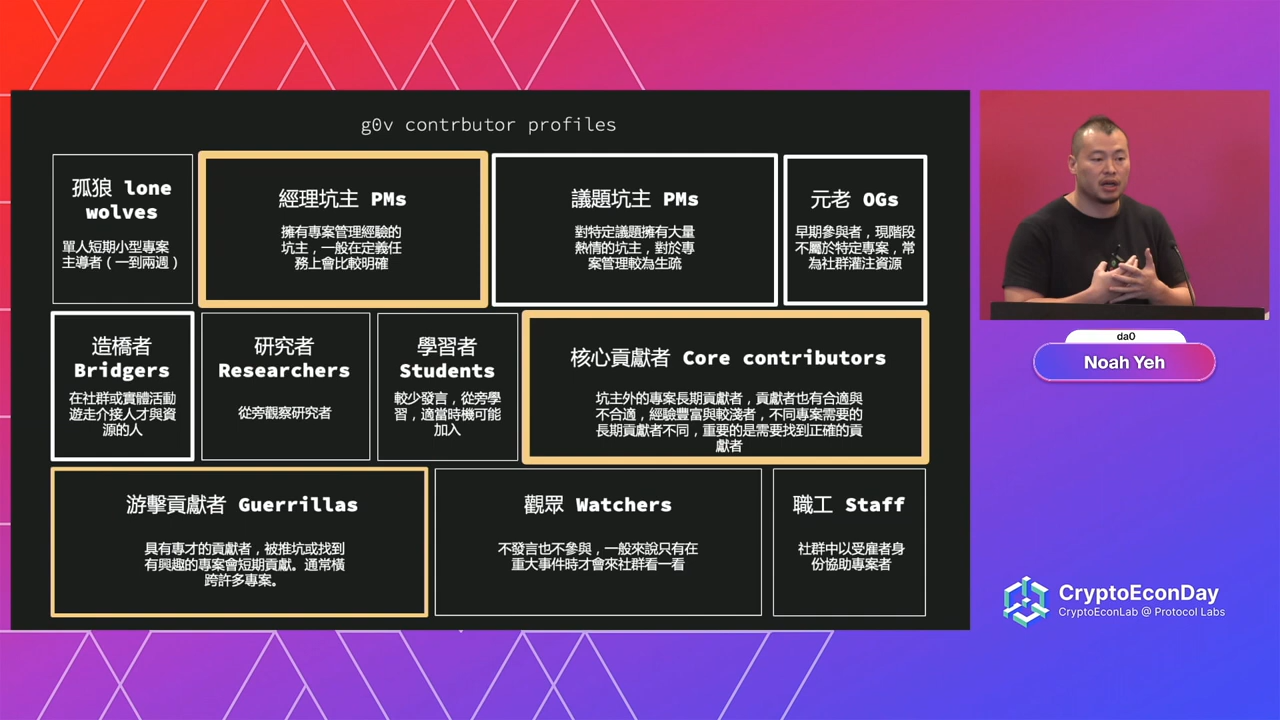 g0v contrbutor profiles
孤狼 lone
wolves
單人短期小型專案
主導者（一到兩週）
經理坑主 PMs
擁有專案管理經驗的
坑主，一般在定義任
務上會比較明確
議題坑主 PMs
對特定議題擁有大量
熱情的坑主，對於專
案管理較為生疏
元老 OGs
早期參與者，現階段
不屬於特定專案，常
為社群灌注資源
造橋者
Bridgers
在社群或實體活動
遊走介接人才與資
源的人
研究者
Researchers
從旁觀察研究者
學習者
Students
較少發言，從旁學
習，適當時機可能
加入
核心貢獻者 Core contributors
坑主外的專案長期貢獻者，貢獻者也有合適與
不合適，經驗豐富與較淺者，不同專案需要的
長期貢獻者不同，重要的是需要找到正確的貢
獻者
游擊貢獻者 Guerrillas
具有專才的貢獻者，被推坑或找到
有興趣的專案會短期貢獻。通常橫
跨許多專案。
觀眾 Watchers
不發言也不參與，一般來說只有在
重大事件時才會來社群看一看
職工 Staff
社群中以受雇者身
份協助專案者
da0
Noah Yeh
CryptoEconDay
CryptoEconLab @ Protocol Labs